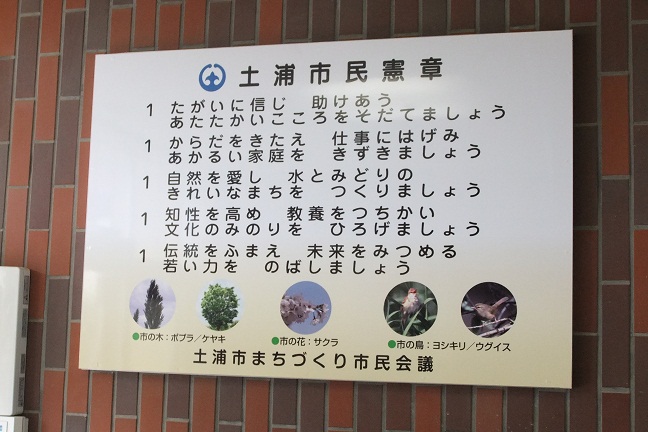 土浦市民憲章
1 たがいに信じ 助けあう
あたたかいこころをそだてましょう
1 からだをきたえ 仕事にはげみ
あかるい家庭を きずきましょう
1 自然を愛し 水とみどりの
きれいなまちを つくりましょう
1 知性を高め 教養をつちかい
文化のみのりを ひろげましょう
1 伝統をふまえ 未来をみつめる
若い力を のばしましょう
●市の木：ポプラ／ケヤキ ●市の花：サクラ ●市の鳥：ヨシキリ／ウグイス
土浦市まちづくり市民会議